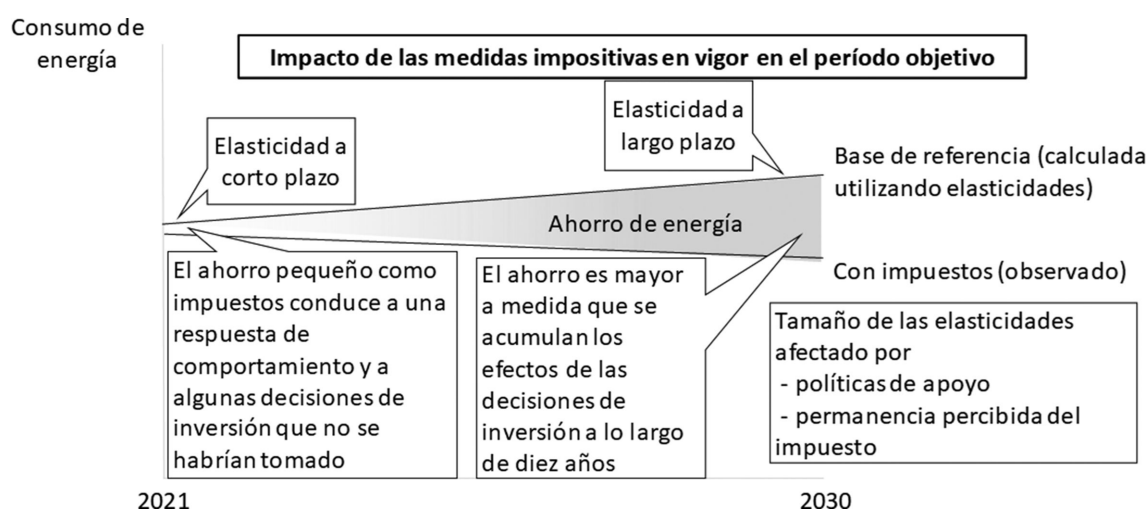 Consumo de
energía
Impacto de las medidas impositivas en vigor en el período objetivo
Elasticidad a
corto plazo
Elasticidad a
largo plazo
Base de referencia (calculada
utilizando elasticidades)
Ahorro de energía
Con impuestos (observado)
El ahorro pequeño como
impuestos conduce a una
respuesta de
comportamiento y a
algunas decisiones de
inversión que no se
habrían tomado
El ahorro es mayor
a medida que se
acumulan los
efectos de las
decisiones de
inversión a lo largo
de diez años
Tamaño de las elasticidades
afectado por
- políticas de apoyo
- permanencia percibida del
impuesto
2021
2030